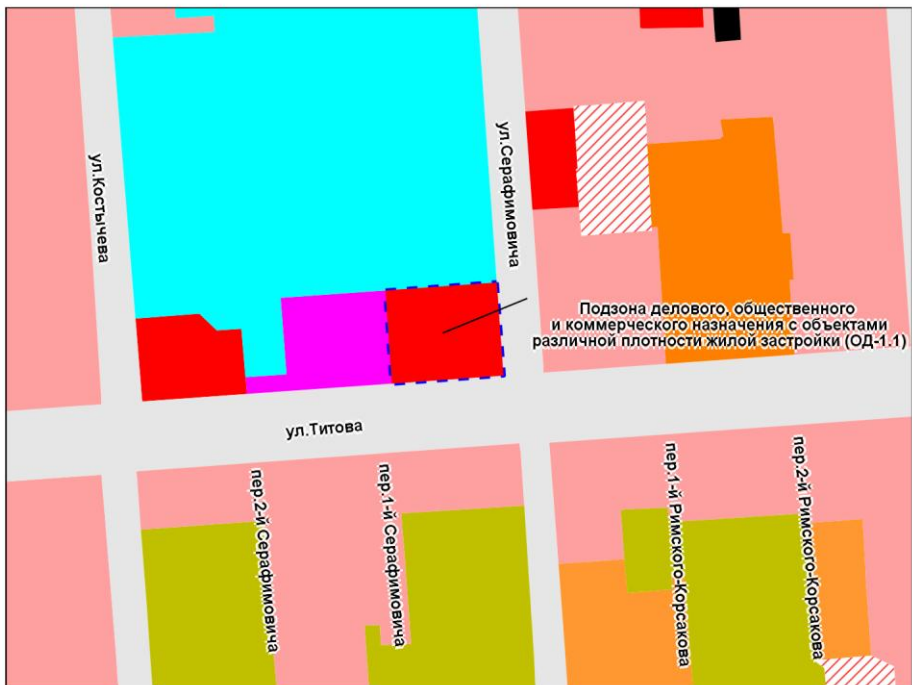 ул.Костычева
ул.Серафимовича
Подзона делового, общественного
и коммерческого назначения с объектами
различной плотности жилой застройки (ОД-1.1)
ул.Титова
пер.2-й Серафимовича
пер.1-й Серафимовича
пер.1-й Римского-Корсакова
пер.2-й Римского-Корсакова